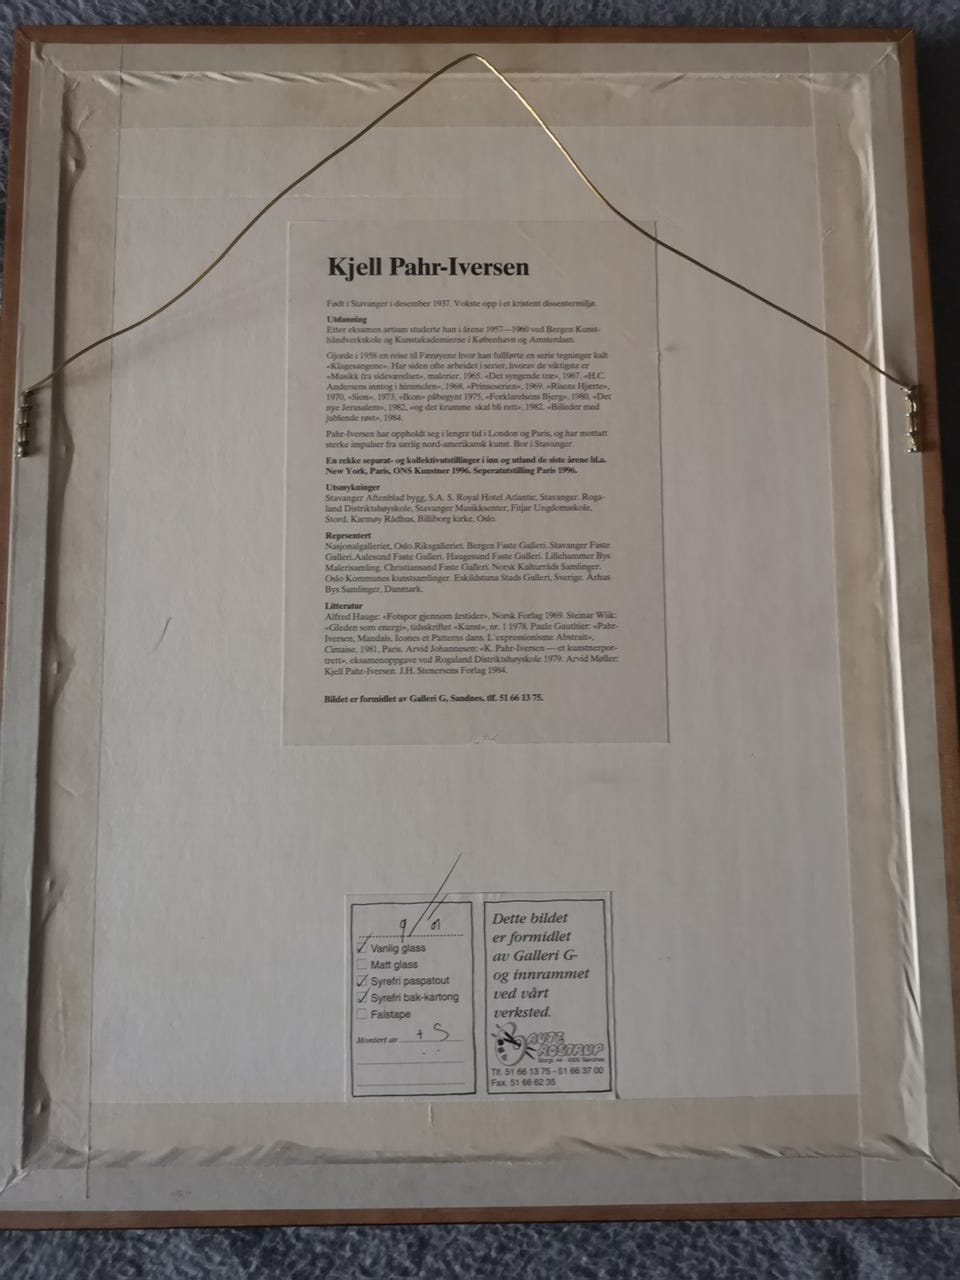 Kjell Pahr-Iversen
Født i Stavanger i desember 1937. Vokste opp i et kristent dissentermiljø.
Utdanning
Etter eksamen artium studerte han i årene 1957—1960 ved Bergen Kunst-
håndverkskole og Kunstakademierne i København og Amsterdam.
Gjorde i 1958 en reise til Færøyene hvor han fullførte en serie tegninger kalt
«Klagesangene». Har siden ofte arbeidet i serier, hvorav de viktigste er
«Musikk fra sideværelset», malerier, 1965. «Det syngende træ», 1967. «H.C.
Andersens inntog i himmelen», 1968. «Prinseserien», 1969. «Risens Hjærte»,
1970, «Sion», 1973, «Ikon» påbegynt 1975, «Forklarelsens Bjerg», 1980, «Det
nye Jerusalem», 1982, «og det krumme skal bli rett», 1982. «Billeder med
jublende røst», 1984.
Pahr-Iversen har oppholdt seg i lengre tid i London og Paris, og har mottatt
sterke impulser fra særlig nord-amerikansk kunst. Bor i Stavanger.
En rekke separat- og kollektivutstillinger i inn og utland de siste årene bl.a.
New York, Paris, ONS Kunstner 1996. Seperatutstilling Paris 1996.
Utsmykninger
Stavanger Aftenblad bygg, S.A. S. Royal Hotel Atlantic, Stavanger. Roga-
land Distriktshøyskole, Stavanger Musikksenter, Fitjar Ungdomsskole,
Stord. Karmøy Rådhus, Billiborg kirke, Oslo.
Reprsentert
Nasjonalgalleriet, Oslo.Riksgalleriet. Bergen Faste Galleri. Stavanger Faste
Galleri.Aalesund Faste Galleri. Haugesund Faste Galleri. Lillehammer Bys
Malerisamling. Christiansand Faste Galleri. Norsk Kulturråds Samlinger.
Oslo Kommunes kunstsamlinger. Eskildstuna Stads Galleri, Sverige. Århus
Bys Samlinger, Danmark.
Litteratur
Alfred Hauge: «Fotspor gjennom årstider», Norsk Forlag 1969. Steinar Wiik:
«Gleden som energi», tidsskriftet «Kunst», nr. 1 1978. Paule Gauthier: «Pahr-
Iversen, Mandals, Icones et Patterns dans. L'expressionisme Abstrait»,
Cimaise, 1981, Paris. Arvid Johannesen: «K. Pahr-Iversen — et kunstnerpor-
trett», eksamenoppgave ved Rogaland Distriktshøyskole 1979. Arvid Møller:
Kjell Pahr-Iversen. J.H. Stenersens Forlag 1984.
Bildet er formidlet av Galleri G, Sandnes, tlf. 51 66 13 75.
Vanlig glass
Matt glass
Syrefri paspatout
Syrefri bak-kartong
Falstape
Montert av + S
Dette bildet
er formidlet
av Galleri G-
og innrammet
ved vårt
verksted.
AUTE
ROSTRUP
Storgt. 44 - 4300 Sandnes
Tlf. 51 66 13 75 - 51 66 37 00
Fax. 51 66 62 35